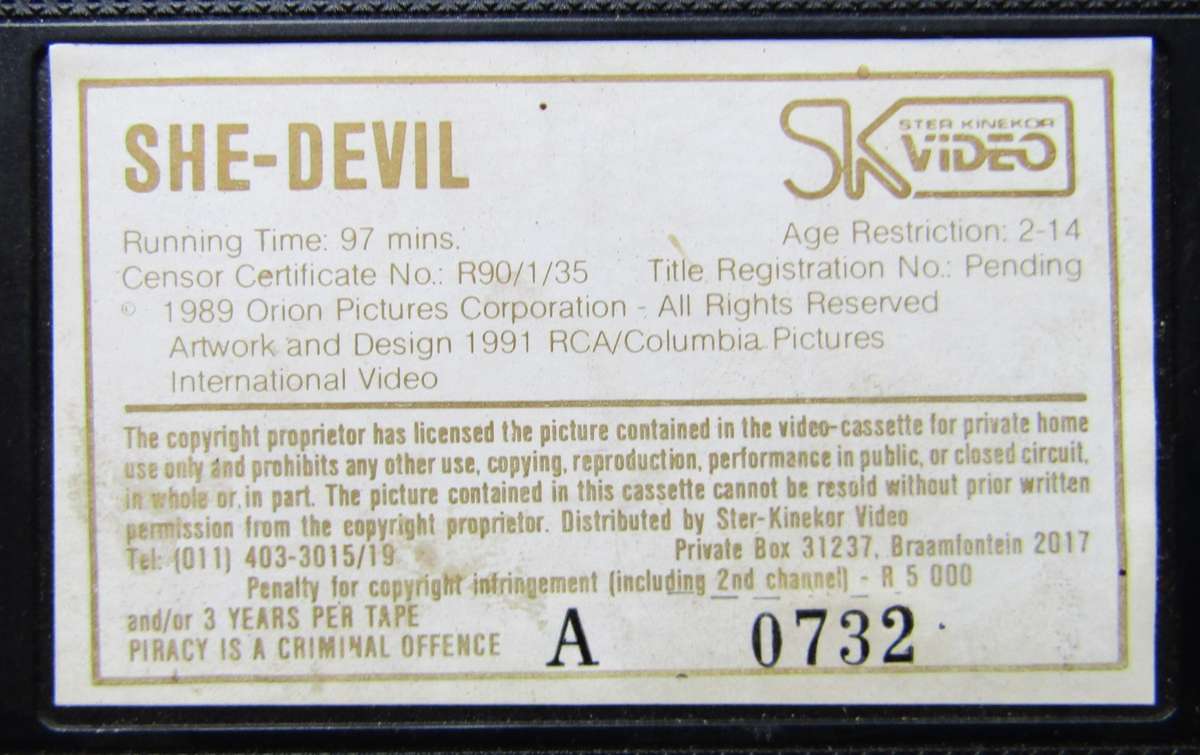 SHE-DEVIL
SK STER KINEKOR VIDEO
Running Time: 97 mins. Age Restriction: 2-14
Censor Certificate No.: R90/1/35 Title Registration No.: Pending
© 1989 Orion Pictures Corporation - All Rights Reserved
Artwork and Design 1991 RCA/Columbia Pictures
International Video
The copyright proprietor has licensed the picture contained in the video-cassette for private home
use only and prohibits any other use, copying, reproduction, performance in public, or closed circuit,
in whole or in part. The picture contained in this cassette cannot be resold without prior written
permission from the copyright proprietor. Distributed by Ster-Kinekor Video
Tel: (011) 403-3015/19 Private Box 31237, Braamfontein 2017
Penalty for copyright infringement (including 2nd channel) - R 5 000
and/or 3 YEARS PER TAPE
PIRACY IS A CRIMINAL OFFENCE A 0732